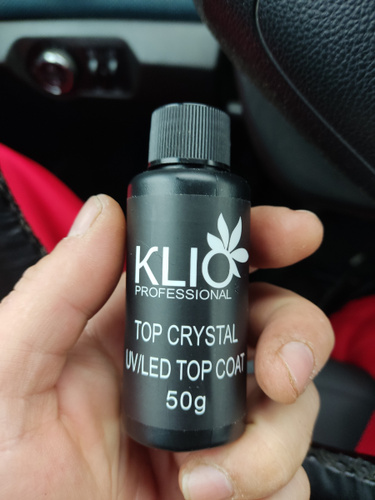 KLIO
PROFESSIONAL
TOP CRYSTAL
UV/LED TOP COAT
50g